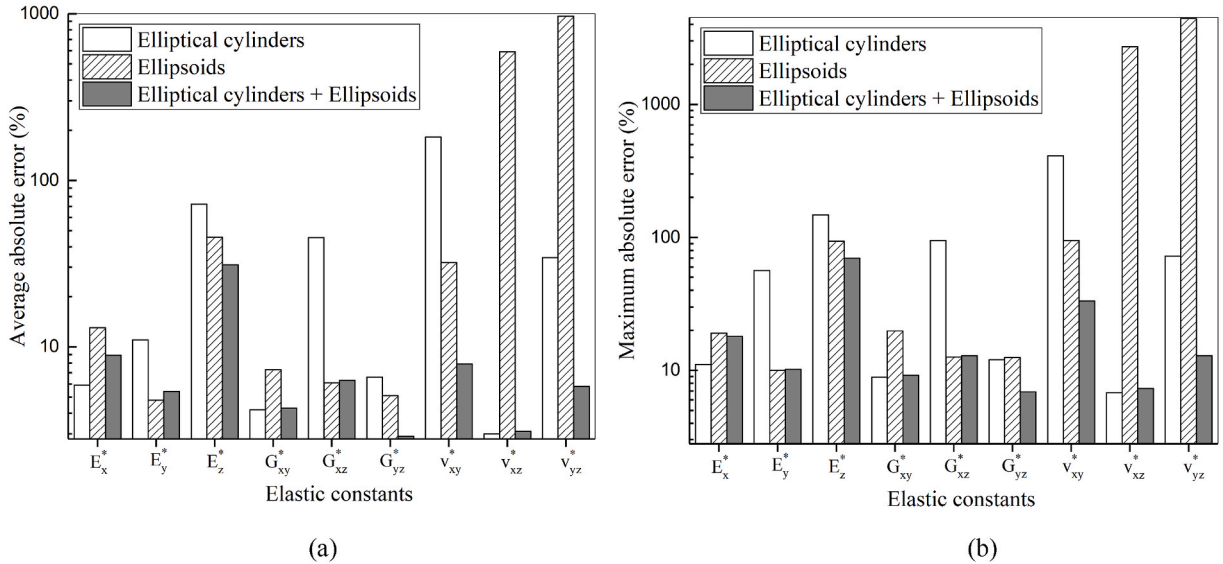 1000
100
10
Average absolute error (%)
Elliptical cylinders
Ellipsoids
Elliptical cylinders + Ellipsoids
E*x E*y E*z G*xy G*xz G*yz v*xy v*xz v*yz
Elastic constants
(a)
1000
100
10
Maximum absolute error (%)
Elliptical cylinders
Ellipsoids
Elliptical cylinders + Ellipsoids
E*x E*y E*z G*xy G*xz G*yz v*xy v*xz v*yz
Elastic constants
(b)